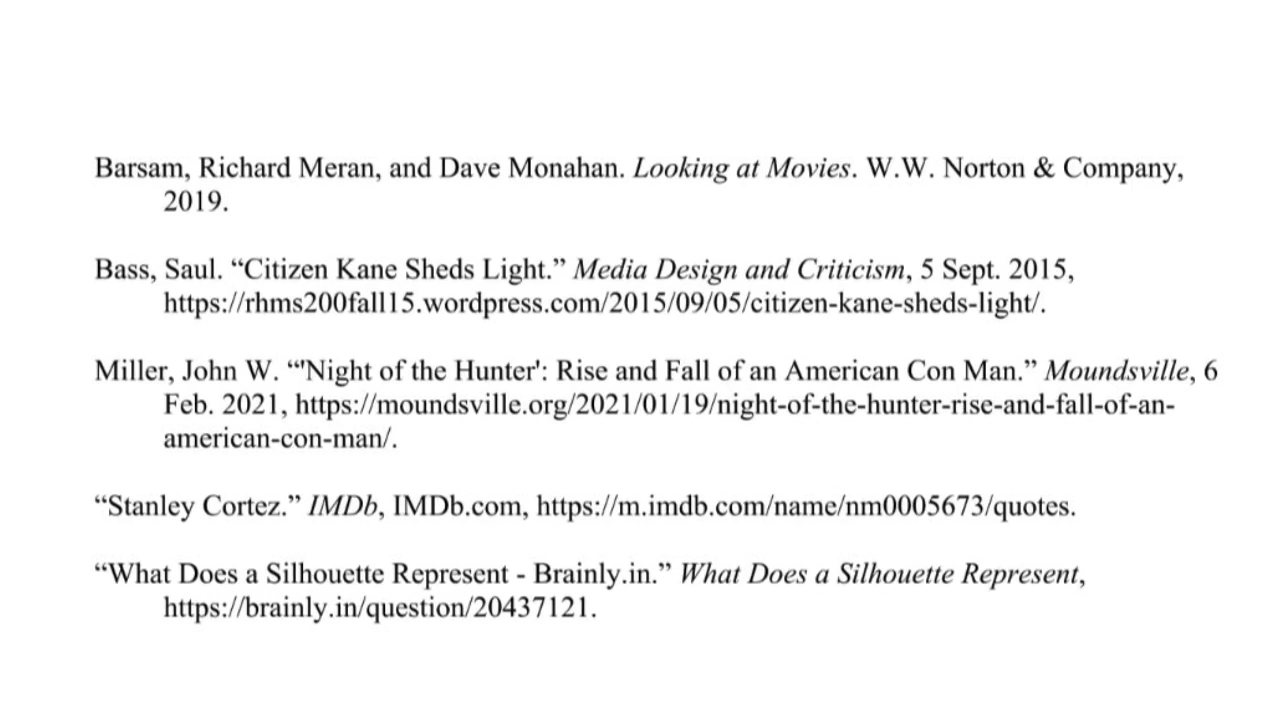 Barsam, Richard Meran, and Dave Monahan. Looking at Movies. W.W. Norton & Company,
2019.
Bass, Saul. “Citizen Kane Sheds Light.” Media Design and Criticism, 5 Sept. 2015,
https://rhms200fall15.wordpress.com/2015/09/05/citizen-kane-sheds-light/.
Miller, John W. “'Night of the Hunter': Rise and Fall of an American Con Man.” Moundsville, 6
Feb. 2021, https://moundsville.org/2021/01/19/night-of-the-hunter-rise-and-fall-of-an-
american-con-man/.
“Stanley Cortez.” IMDb, IMDb.com, https://m.imdb.com/name/nm0005673/quotes.
“What Does a Silhouette Represent - Brainly.in.” What Does a Silhouette Represent,
https://brainly.in/question/20437121.